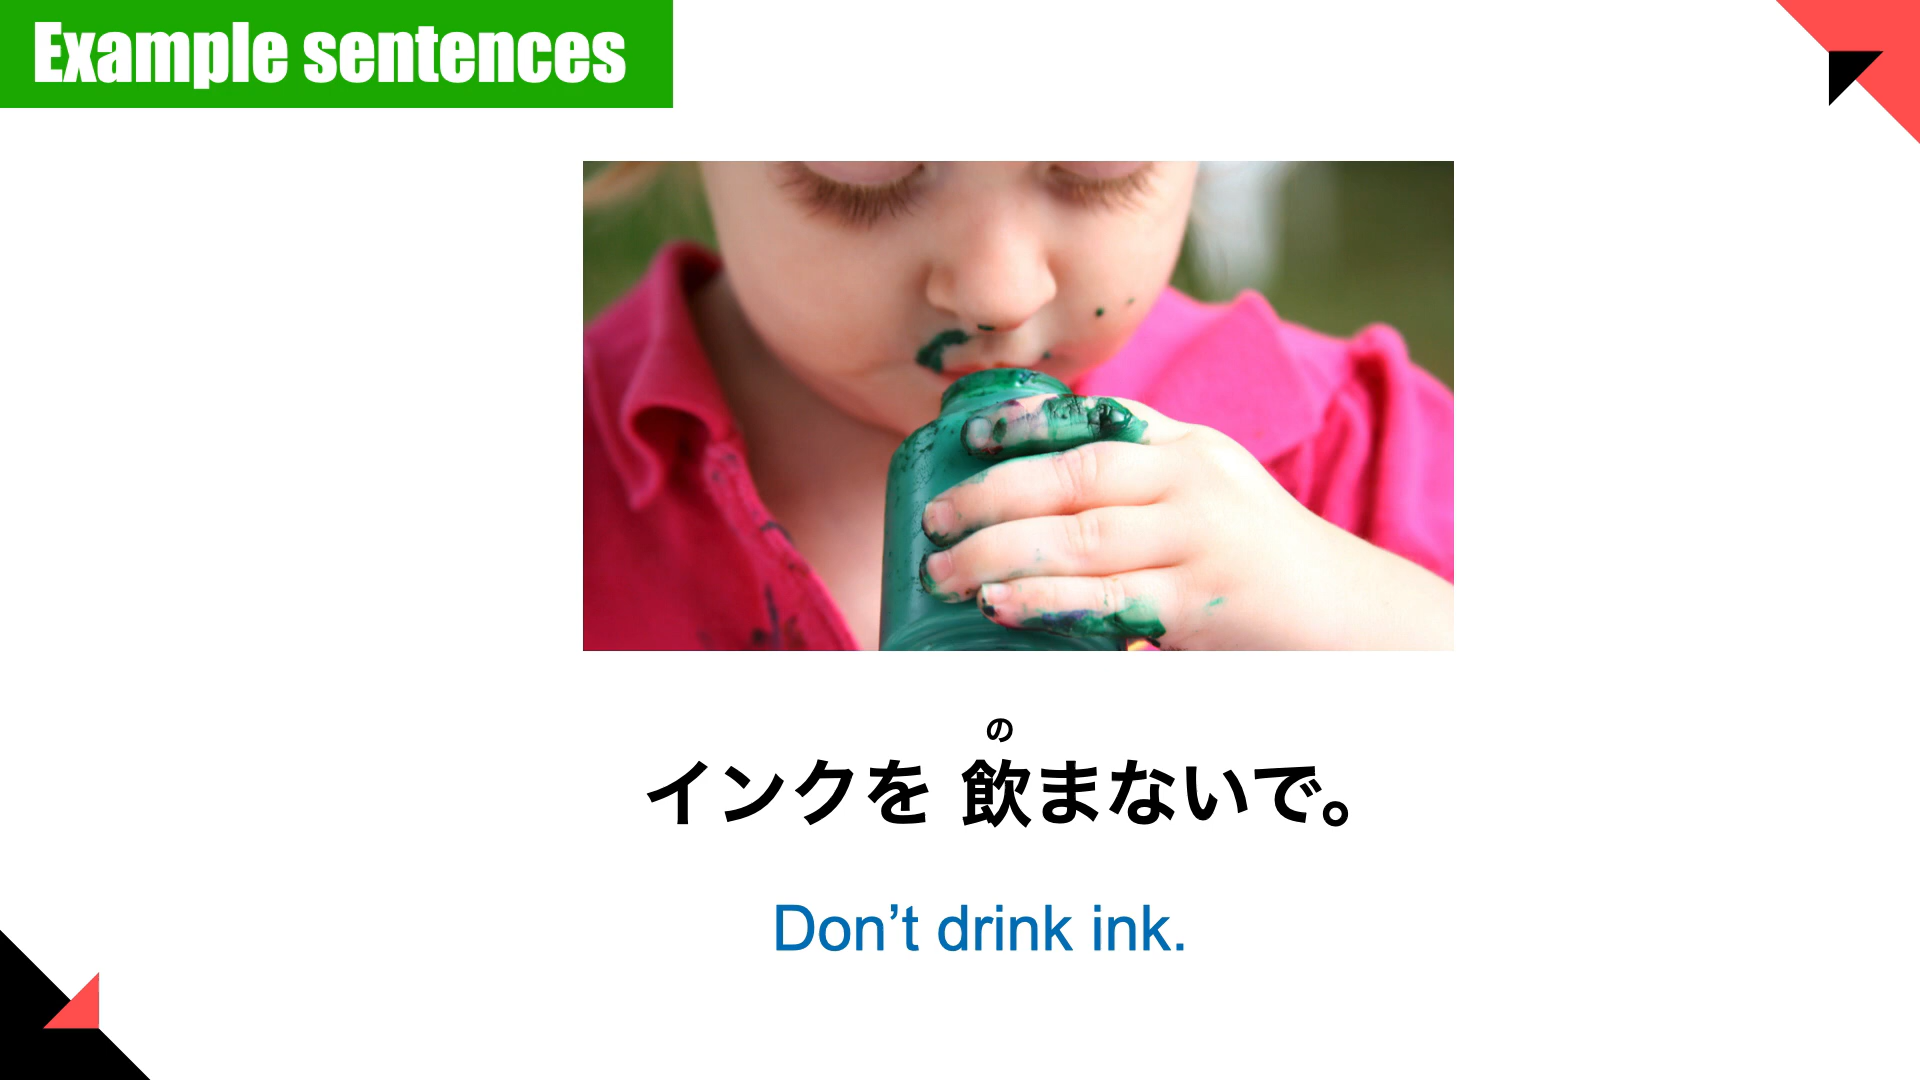 Example sentences
の
インクを 飲まないで。
Don’t drink ink.